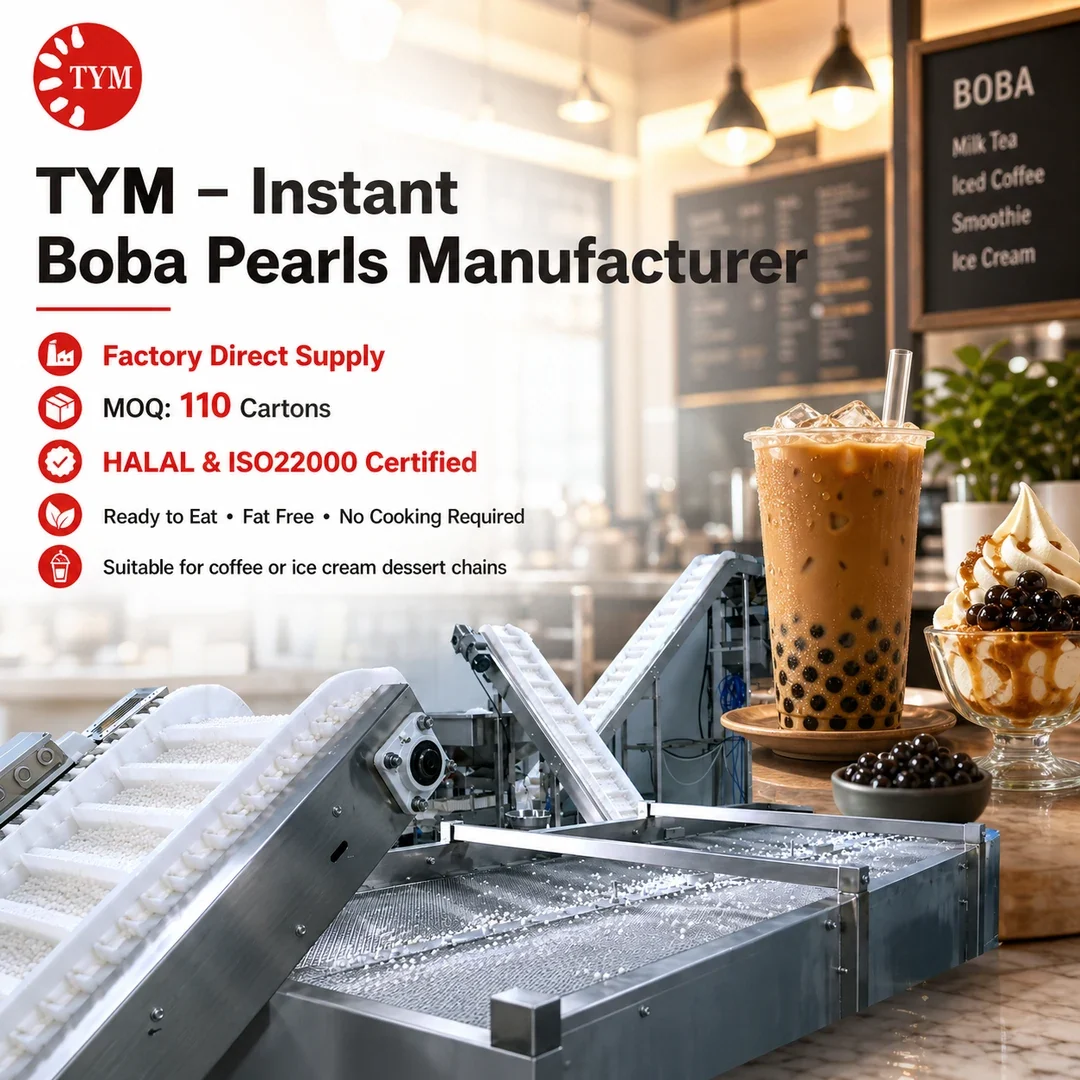 TYM
TYM – Instant
Boba Pearls Manufacturer
Factory Direct Supply
MOQ: 110 Cartons
HALAL & ISO22000 Certified
Ready to Eat • Fat Free • No Cooking Required
Suitable for coffee or ice cream dessert chains
BOBA
Milk Tea
Iced Coffee
Smoothie
Ice Cream